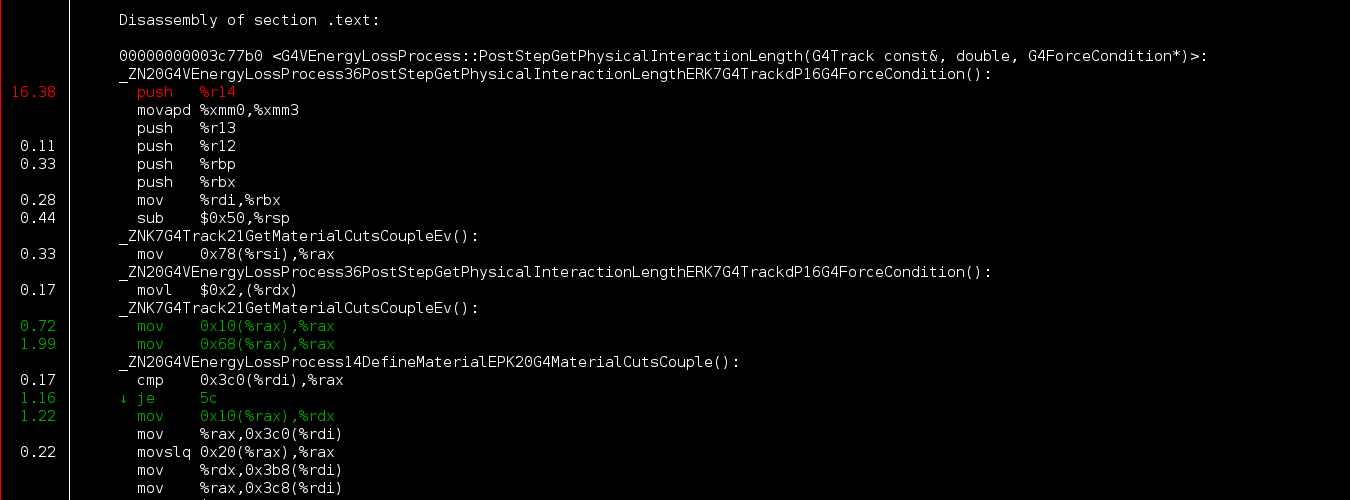 Disassembly of section .text:
00000000003c77b0 <G4VEnergyLossProcess::PostStepGetPhysicalInteractionLength(G4Track const&, double, G4ForceCondition*)>:
_ZN20G4VEnergyLossProcess36PostStepGetPhysicalInteractionLengthERK7G4TrackdP16G4ForceCondition():
16.38 push %r14
movapd %xmm0,%xmm3
push %r13
0.11 push %r12
0.33 push %rbp
push %rbx
0.28 mov %rdi,%rbx
0.44 sub $0x50,%rsp
_ZNK7G4Track21GetMaterialCutsCoupleEv():
0.33 mov 0x78(%rsi),%rax
_ZN20G4VEnergyLossProcess36PostStepGetPhysicalInteractionLengthERK7G4TrackdP16G4ForceCondition():
0.17 movl $0x2,(%rdx)
_ZNK7G4Track21GetMaterialCutsCoupleEv():
0.72 mov 0x10(%rax),%rax
1.99 mov 0x68(%rax),%rax
_ZN20G4VEnergyLossProcess14DefineMaterialEPK20G4MaterialCutsCouple():
0.17 cmp 0x3c0(%rdi),%rax
1.16 ↓ je 5c
1.22 mov 0x10(%rax),%rdx
mov %rax,0x3c0(%rdi)
0.22 movslq 0x20(%rax),%rax
mov %rdx,0x3b8(%rdi)
mov %rax,0x3c8(%rdi)